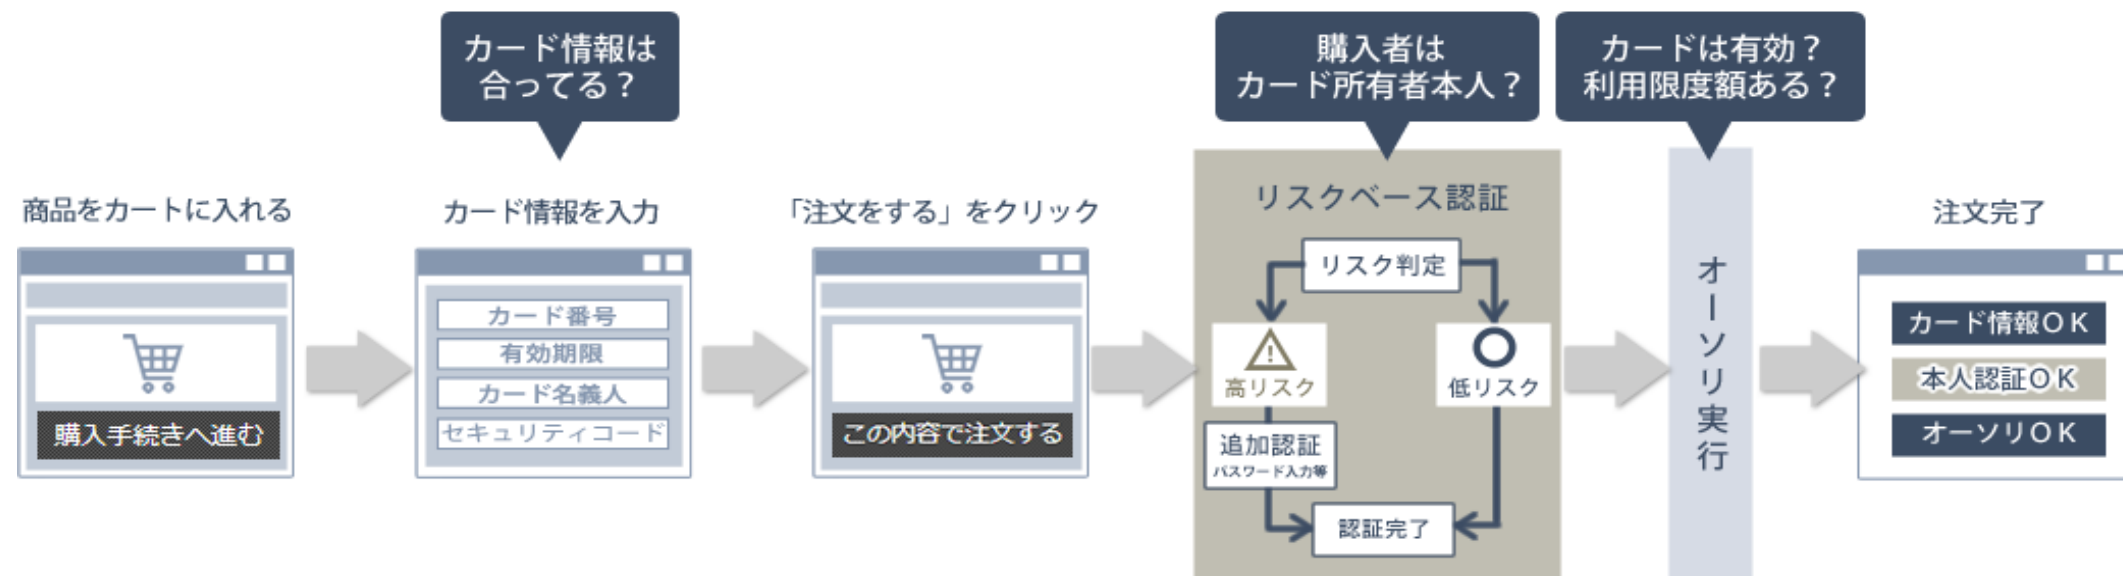 カード情報は
合ってる？
購入者は
カード所有者本人？
カードは有効？
利用限度額ある？
商品をカートに入れる
購入手続きへ進む
カード情報を入力
カード番号
有効期限
カード名義人
セキュリティコード
「注文をする」をクリック
この内容で注文する
リスクベース認証
リスク判定
高リスク
低リスク
追加認証
パスワード入力等
認証完了
オーソリ実行
注文完了
カード情報ＯＫ
本人認証ＯＫ
オーソリＯＫ